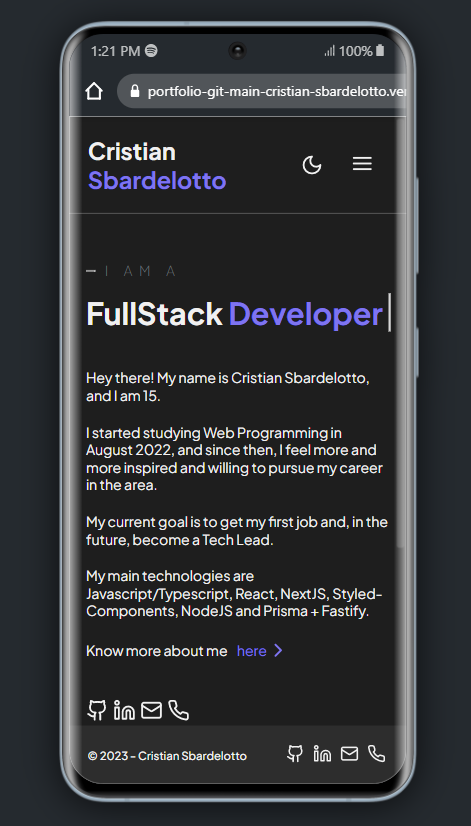 1:21 PM 100%
portfolio-git-main-cristian-sbardelotto.ver
Cristian
Sbardelotto
I AM A
FullStack Developer
Hey there! My name is Cristian Sbardelotto,
and I am 15.
I started studying Web Programming in
August 2022, and since then, I feel more and
more inspired and willing to pursue my career
in the area.
My current goal is to get my first job and, in the
future, become a Tech Lead.
My main technologies are
Javascript/Typescript, React, NextJS, Styled-
Components, NodeJS and Prisma + Fastify.
Know more about me here
© 2023 - Cristian Sbardelotto